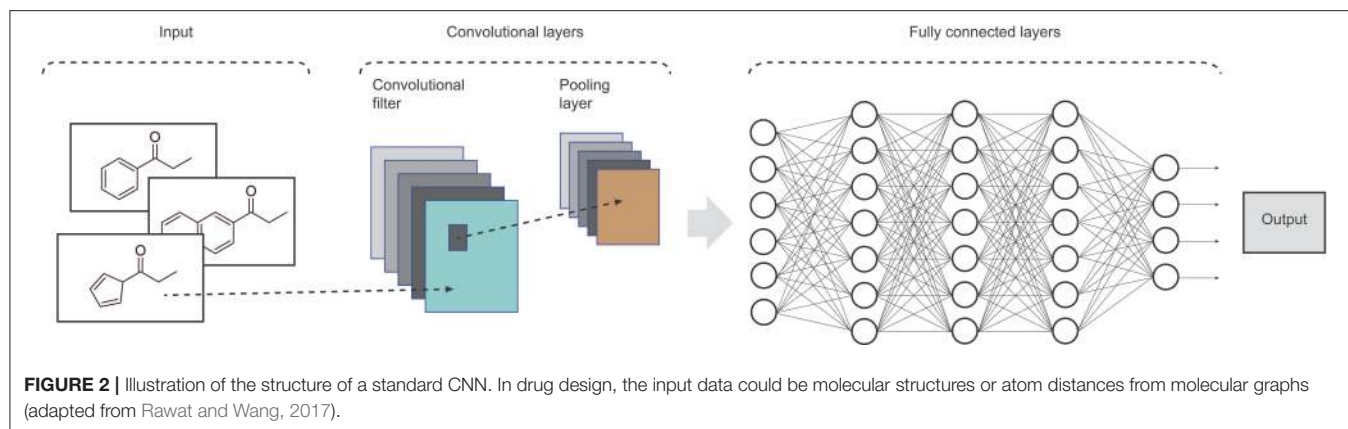 Input
Convolutional layers
Fully connected layers
Convolutional
filter
Pooling
layer
O
O
O
Output
FIGURE 2 | Illustration of the structure of a standard CNN. In drug design, the input data could be molecular structures or atom distances from molecular graphs
(adapted from Rawat and Wang, 2017).